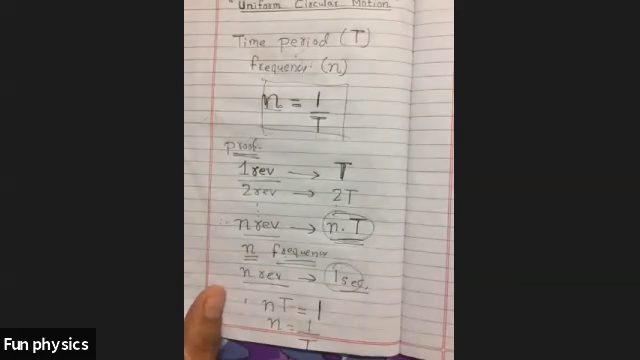 "Uniform Circular Motion
Time period (T)
frequency (n)
n = 1/T
proof.
1 rev → T
2 rev → 2T
∴ n rev → n. T
n frequency
n rev → 1 sec.
∴ nT = 1
n = 1/T
Fun physics